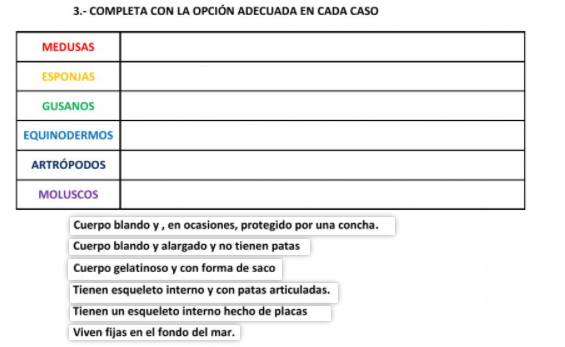 3.- COMPLETA CON LA OPCIÓN ADECUADA EN CADA CASO
MEDUSAS
ESPONJAS
GUSANOS
EQUINODERMOS
ARTRÓPODOS
MOLUSCOS
Cuerpo blando y , en ocasiones, protegido por una concha.
Cuerpo blando y alargado y no tienen patas
Cuerpo gelatinoso y con forma de saco
Tienen esqueleto interno y con patas articuladas.
Tienen un esqueleto interno hecho de placas
Viven fijas en el fondo del mar.